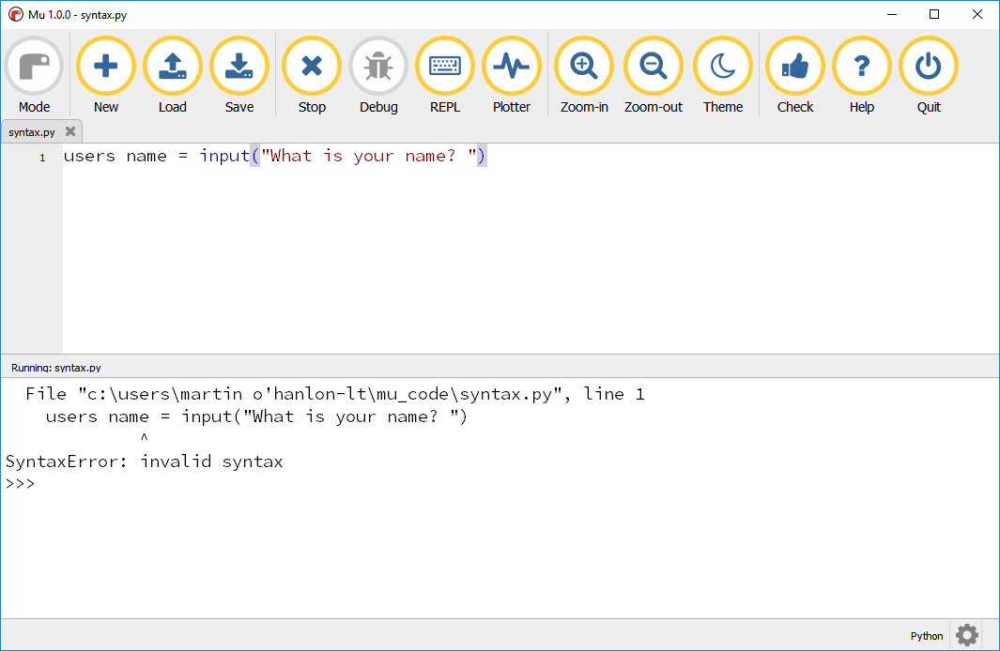 Mu 1.0.0 - syntax.py
Mode New Load Save Stop Debug REPL Plotter Zoom-in Zoom-out Theme Check Help Quit
syntax.py
1 users name = input("What is your name? ")
Running: syntax.py
File "c:\users\martin o'hanlon-lt\mu_code\syntax.py", line 1
users name = input("What is your name? ")
^
SyntaxError: invalid syntax
>>>
Python